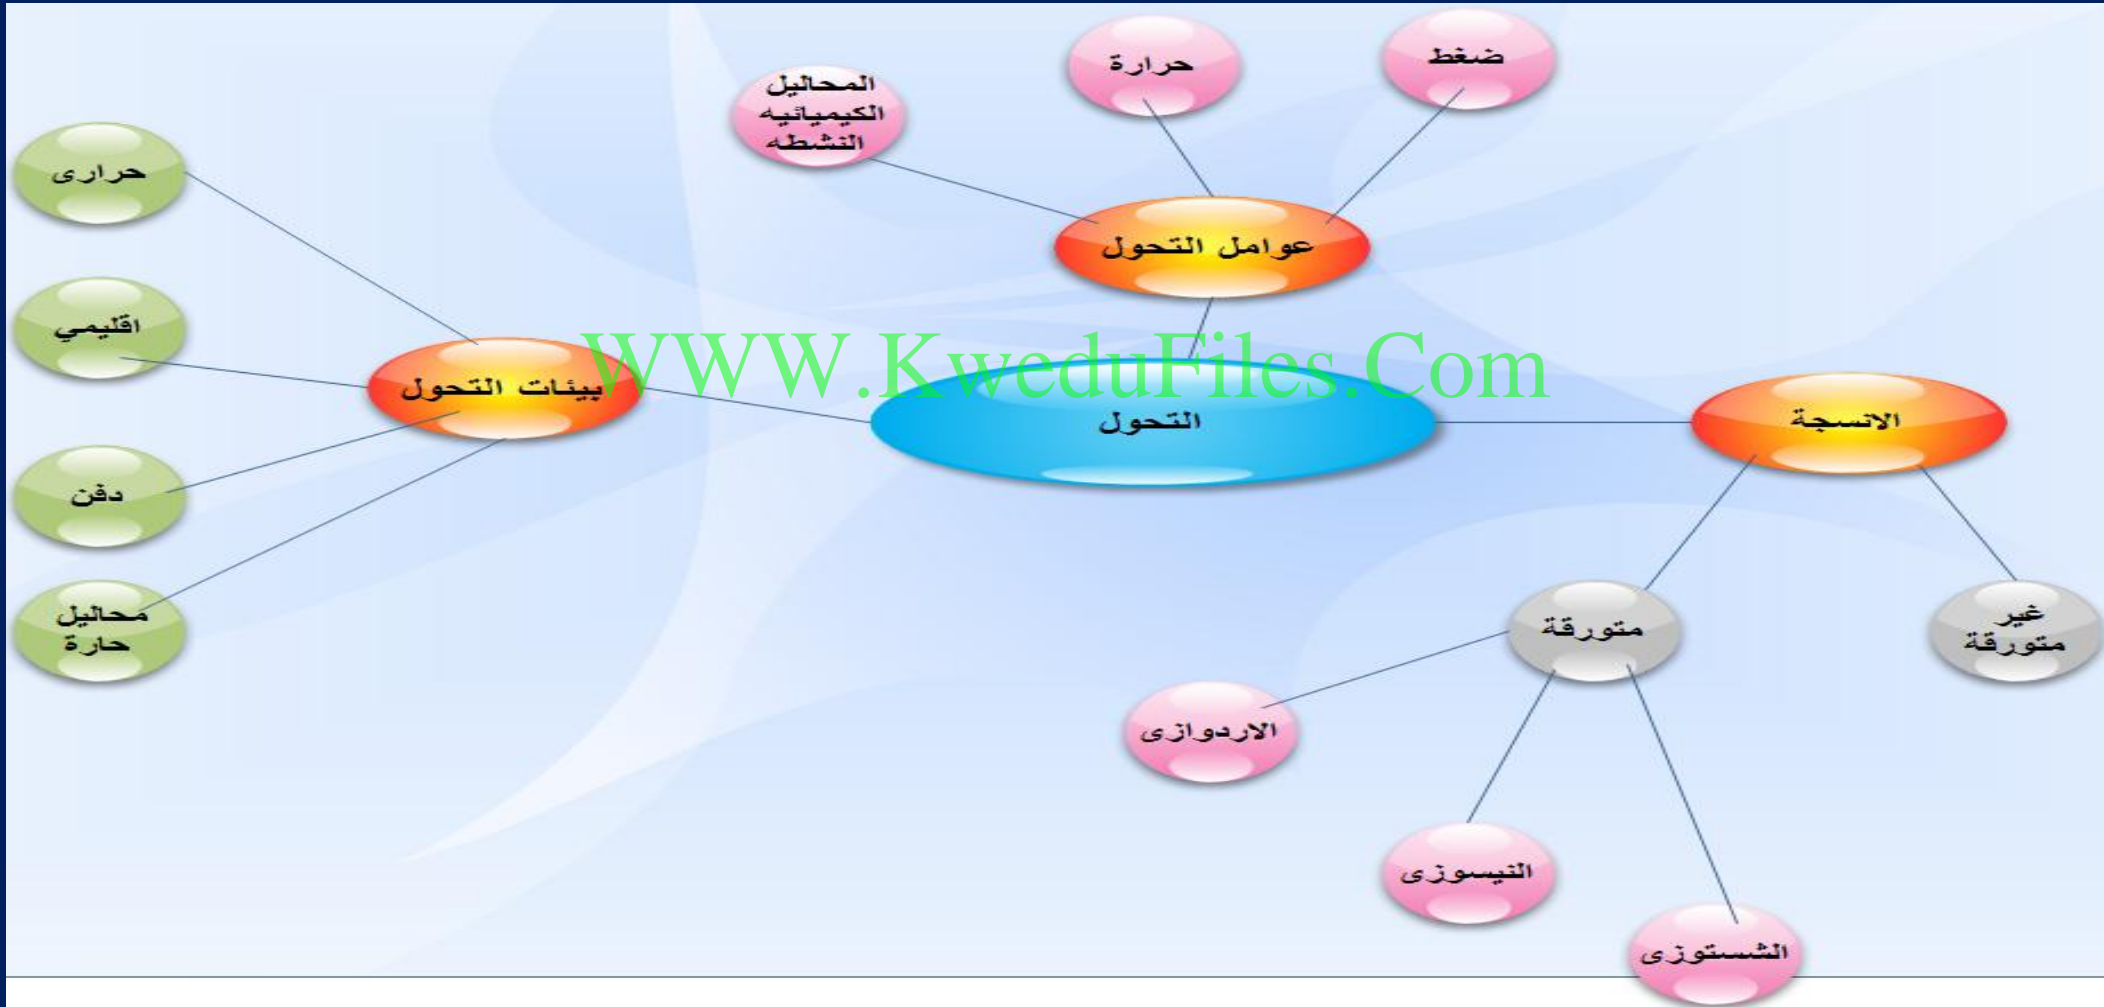 ضغط
حرارة
المحاليل
الكيميائيه
النشطه
عوامل التحول
حرارى
اقليمي
دفن
محاليل
حارة
بيئات التحول
WWW.KweduFiles.Com
التحول
الانسجة
غير
متورقة
متورقة
الاردوازى
النيسوزى
الشستوزى